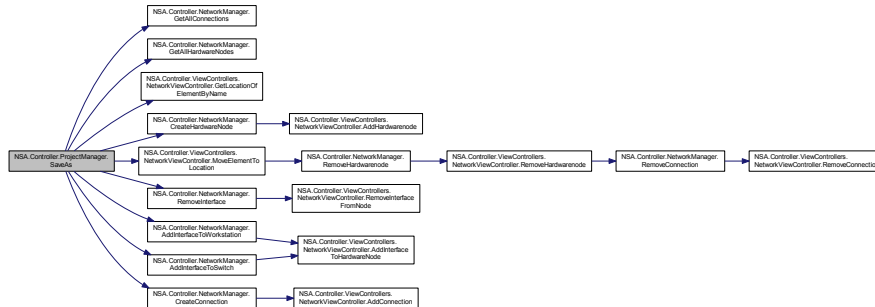 NSA.Controller.NetworkManager.
GetAllConnections
NSA.Controller.NetworkManager.
GetAllHardwareNodes
NSA.Controller.ViewControllers.
NetworkViewController.GetLocationOf
ElementByName
NSA.Controller.NetworkManager.
CreateHardwareNode
NSA.Controller.ViewControllers.
NetworkViewController.AddHardwarenode
NSA.Controller.ProjectManager.
SaveAs
NSA.Controller.ViewControllers.
NetworkViewController.MoveElementTo
Location
NSA.Controller.NetworkManager.
RemoveHardwarenode
NSA.Controller.ViewControllers.
NetworkViewController.RemoveHardwarenode
NSA.Controller.NetworkManager.
RemoveConnection
NSA.Controller.ViewControllers.
NetworkViewController.RemoveConnection
NSA.Controller.NetworkManager.
RemoveInterface
NSA.Controller.ViewControllers.
NetworkViewController.RemoveInterface
FromNode
NSA.Controller.NetworkManager.
AddInterfaceToWorkstation
NSA.Controller.ViewControllers.
NetworkViewController.AddInterface
ToHardwareNode
NSA.Controller.NetworkManager.
AddInterfaceToSwitch
NSA.Controller.NetworkManager.
CreateConnection
NSA.Controller.ViewControllers.
NetworkViewController.AddConnection